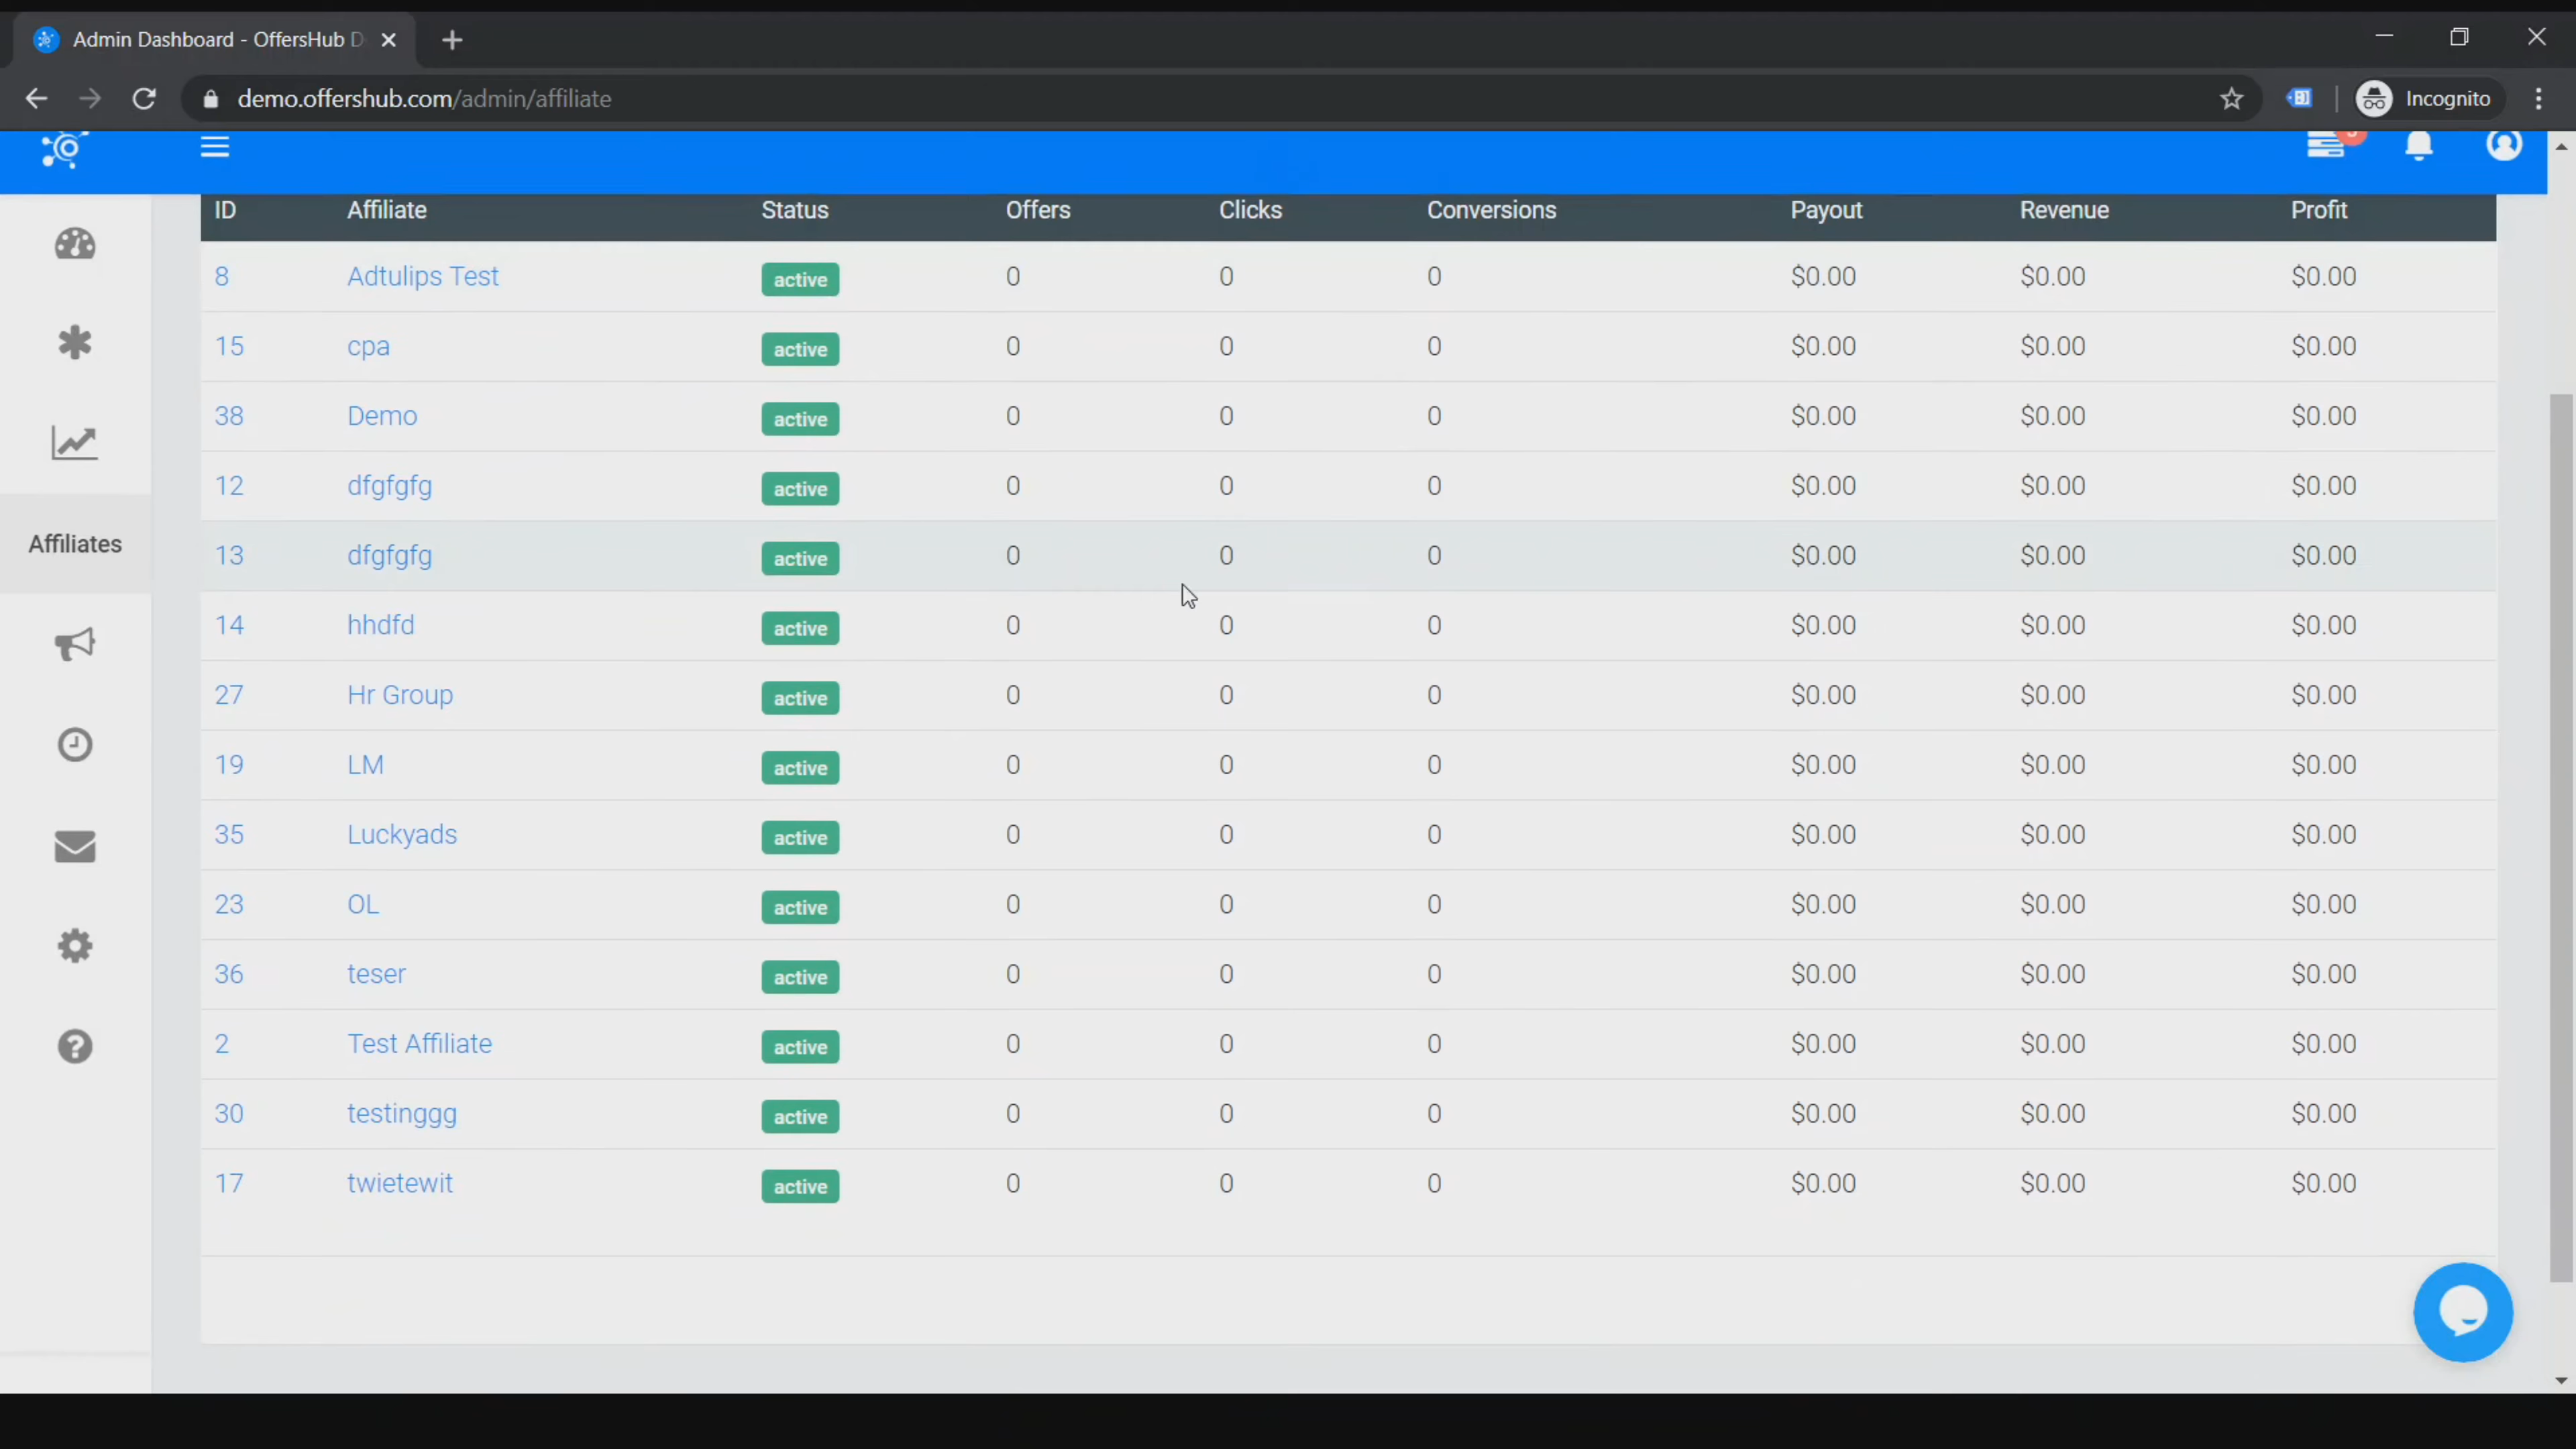 Admin Dashboard - OffersHub D
demo.offershub.com/admin/affiliate
Incognito
ID Affiliate Status Offers Clicks Conversions Payout Revenue Profit
8 Adtulips Test active 0 0 0 $0.00 $0.00 $0.00
15 cpa active 0 0 0 $0.00 $0.00 $0.00
38 Demo active 0 0 0 $0.00 $0.00 $0.00
12 dfgfgfg active 0 0 0 $0.00 $0.00 $0.00
Affiliates
13 dfgfgfg active 0 0 0 $0.00 $0.00 $0.00
14 hhdfd active 0 0 0 $0.00 $0.00 $0.00
27 Hr Group active 0 0 0 $0.00 $0.00 $0.00
19 LM active 0 0 0 $0.00 $0.00 $0.00
35 Luckyads active 0 0 0 $0.00 $0.00 $0.00
23 OL active 0 0 0 $0.00 $0.00 $0.00
36 teser active 0 0 0 $0.00 $0.00 $0.00
2 Test Affiliate active 0 0 0 $0.00 $0.00 $0.00
30 testinggg active 0 0 0 $0.00 $0.00 $0.00
17 twietewit active 0 0 0 $0.00 $0.00 $0.00